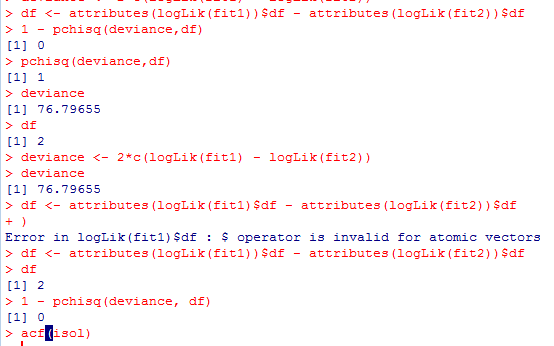 > df <- attributes(logLik(fit1))$df - attributes(logLik(fit2))$df
> 1 - pchisq(deviance,df)
[1] 0
> pchisq(deviance,df)
[1] 1
> deviance
[1] 76.79655
> df
[1] 2
> deviance <- 2*c(logLik(fit1) - logLik(fit2))
> deviance
[1] 76.79655
> df <- attributes(logLik(fit1)$df - attributes(logLik(fit2))$df
+ )
Error in logLik(fit1)$df : $ operator is invalid for atomic vectors
> df <- attributes(logLik(fit1))$df - attributes(logLik(fit2))$df
> df
[1] 2
> 1 - pchisq(deviance, df)
[1] 0
> acf(isol)